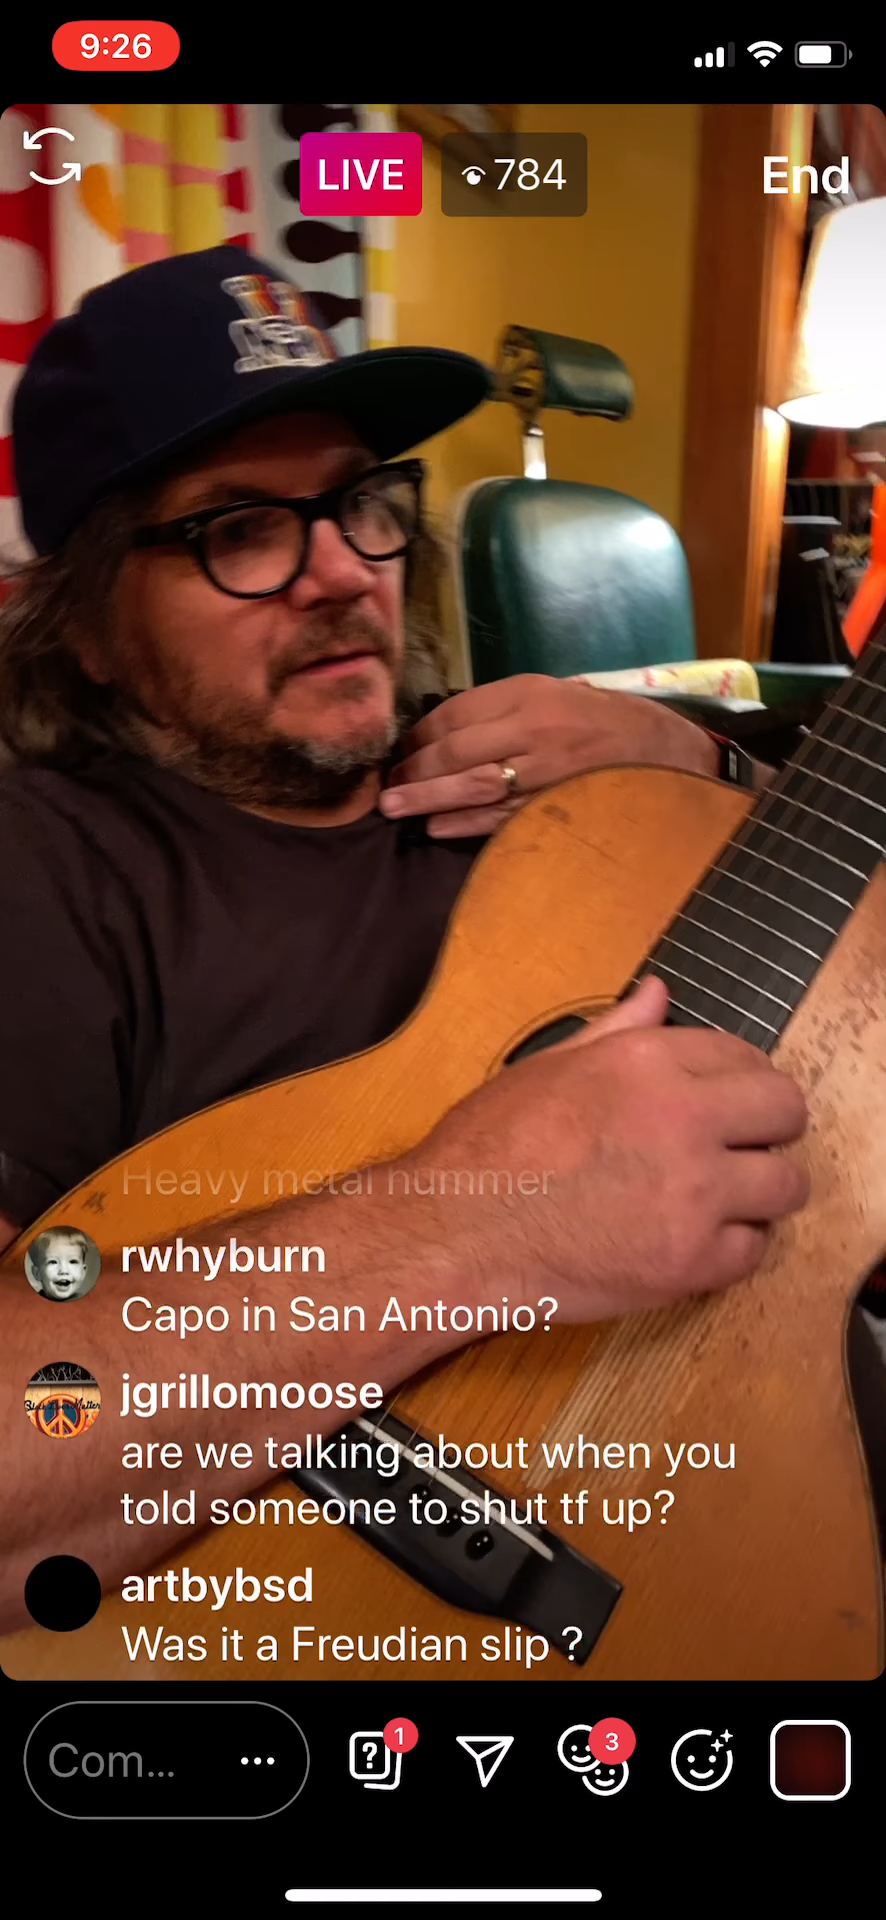 9:26
LIVE
784
End
Heavy metal hummer
rwhyburn
Capo in San Antonio?
jgrillomoose
are we talking about when you
told someone to shut tf up?
artbybsd
Was it a Freudian slip ?
Com...
1
3